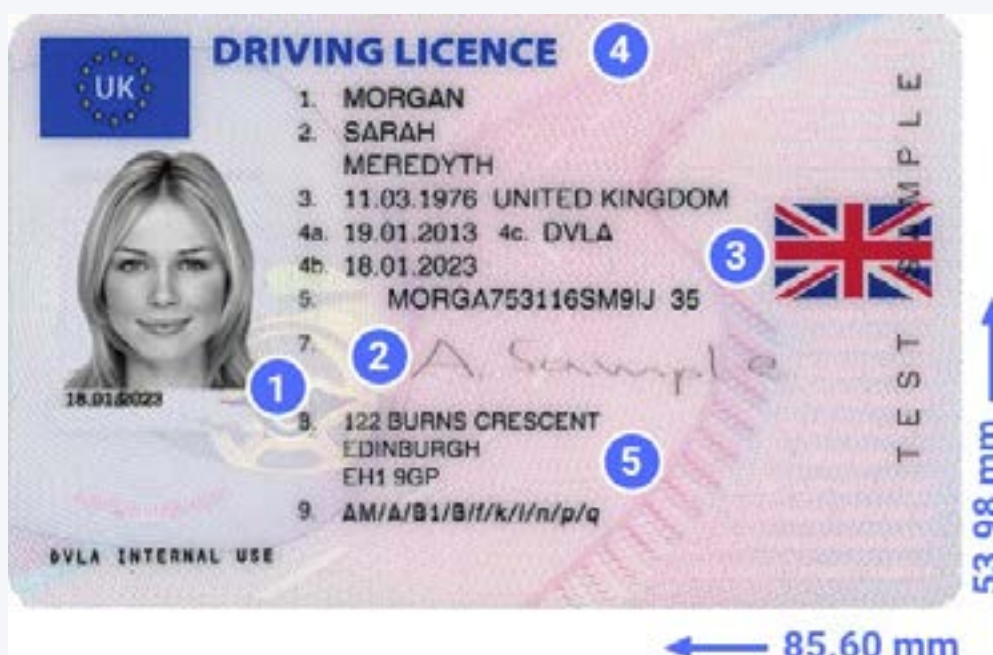 DRIVING LICENCE 4
UK
1. MORGAN
2. SARAH
MEREDYTH
3. 11.03.1976 UNITED KINGDOM
4a. 19.01.2013 4c. DVLA
4b. 18.01.2023
3
5. MORGA753116SM9IJ 35
7. 2 A. Sample
18.01.2023
1
8. 122 BURNS CRESCENT
EDINBURGH
5
EH1 9GP
9. AM/A/B1/B/f/k/l/n/p/q
DVLA INTERNAL USE
TEST SAMPLE
53.98 mm
85.60 mm